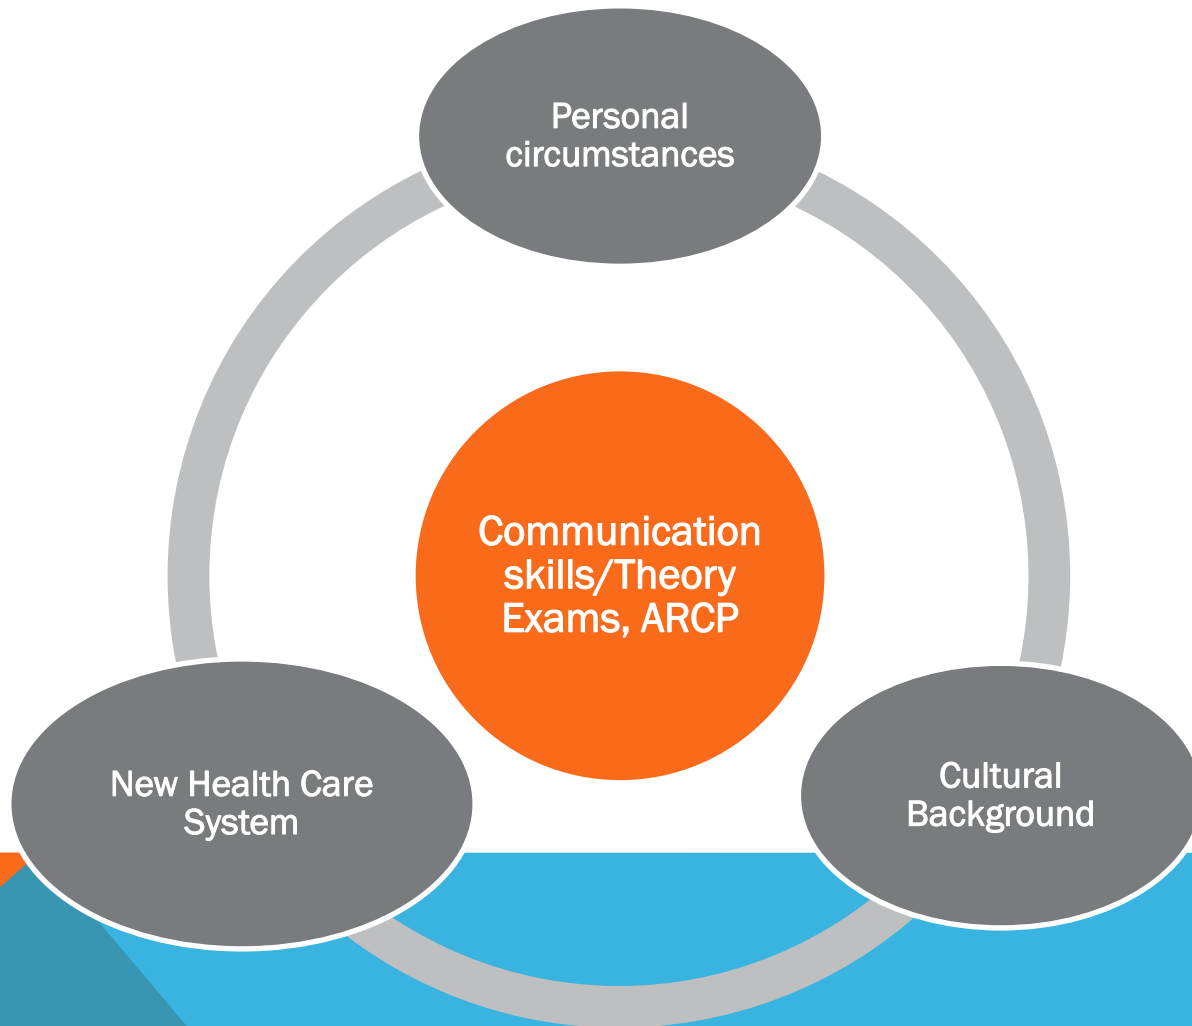 Personal
circumstances
Communication
skills/Theory
Exams, ARCP
New Health Care
System
Cultural
Background